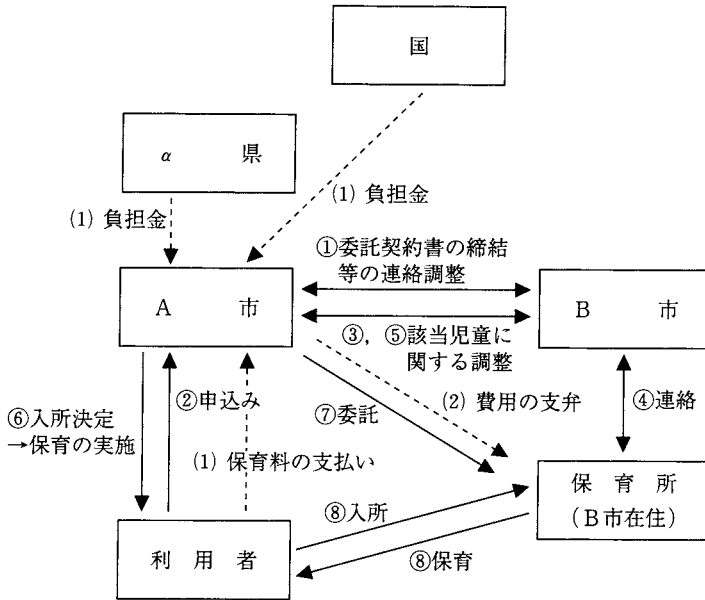 国
α 県
(1) 負担金
(1) 負担金
①委託契約書の締結
等の連絡調整
A 市
B 市
③，⑤該当児童に
関する調整
⑥入所決定
→保育の実施
②申込み
⑦委託
(2) 費用の支弁
④連絡
(1) 保育料の支払い
保 育 所
(B市在住)
⑧入所
利 用 者
⑧保育